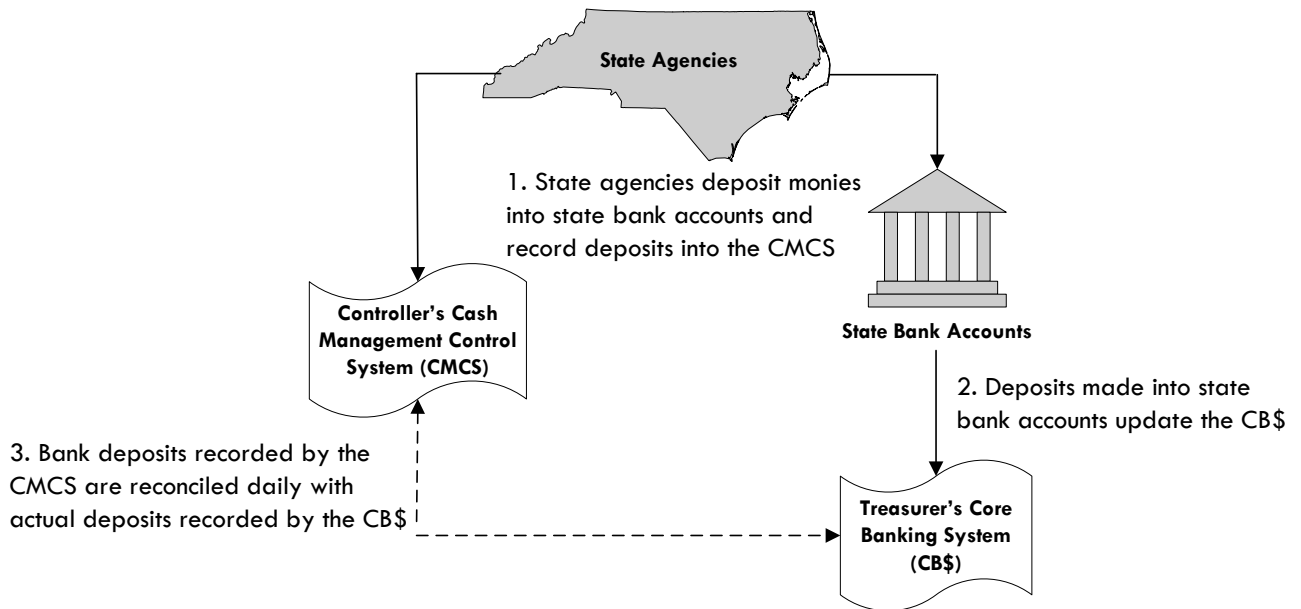 State Agencies
1. State agencies deposit monies
into state bank accounts and
record deposits into the CMCS
Controller’s Cash
Management Control
System (CMCS)
State Bank Accounts
2. Deposits made into state
bank accounts update the CB$
3. Bank deposits recorded by the
CMCS are reconciled daily with
actual deposits recorded by the CB$
Treasurer’s Core
Banking System
(CB$)